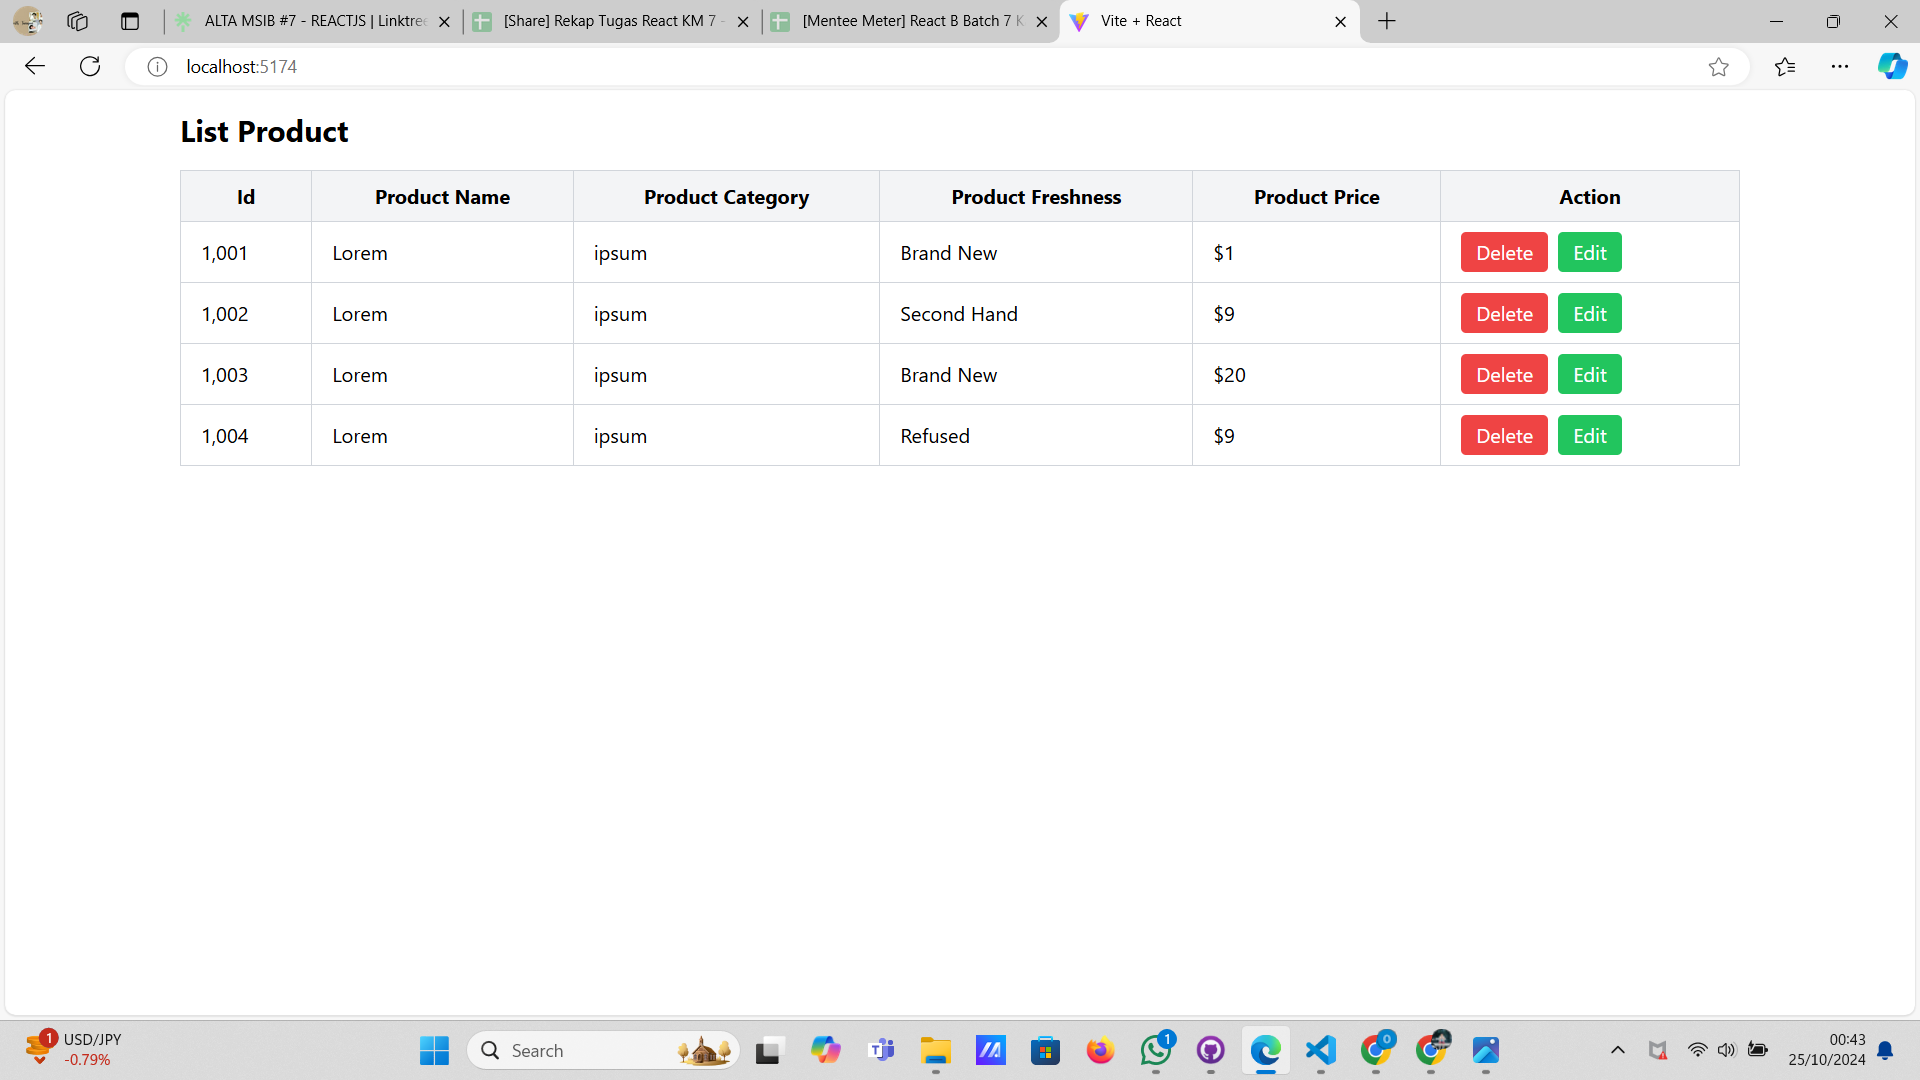 ALTA MSIB #7 - REACTJS | Linktree
[Share] Rekap Tugas React KM 7 -
[Mentee Meter] React B Batch 7 K
Vite + React
localhost:5174
List Product
Id Product Name Product Category Product Freshness Product Price Action
1,001 Lorem ipsum Brand New $1 Delete Edit
1,002 Lorem ipsum Second Hand $9 Delete Edit
1,003 Lorem ipsum Brand New $20 Delete Edit
1,004 Lorem ipsum Refused $9 Delete Edit
1
USD/JPY
-0.79%
Search
1
0
00:43
25/10/2024